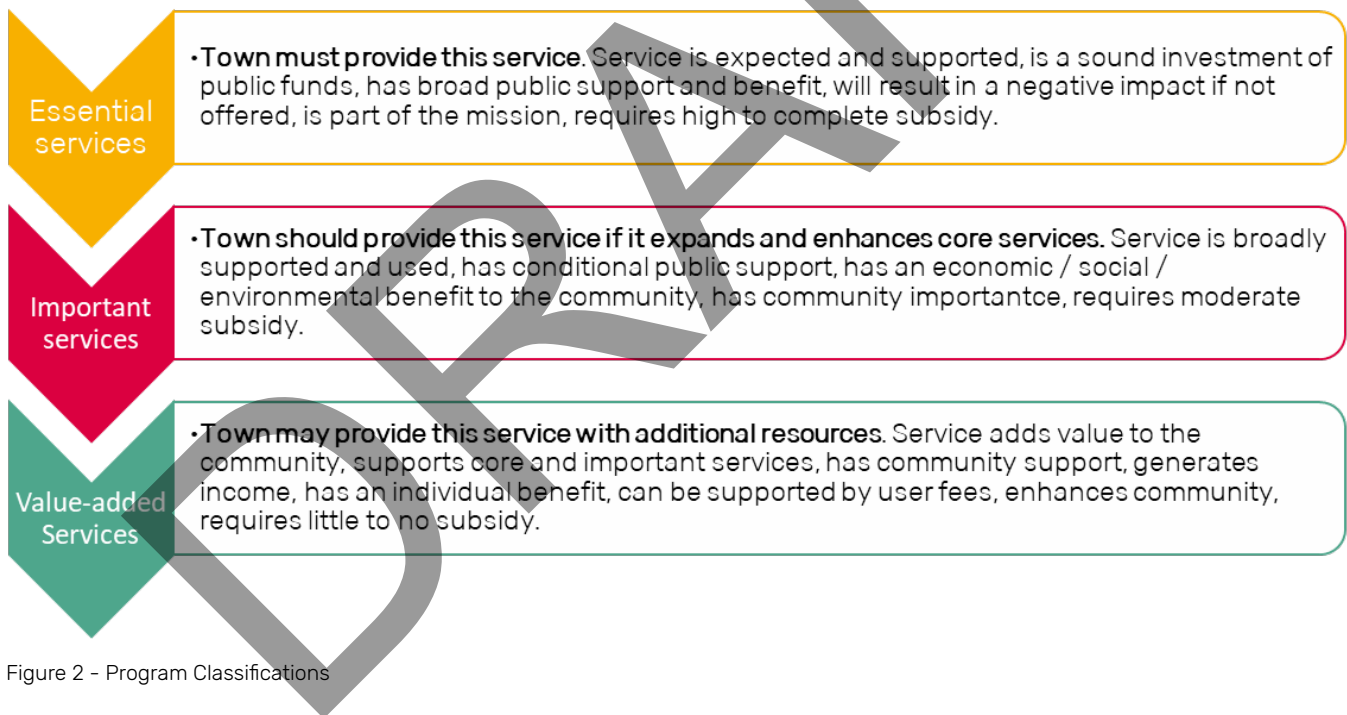 Essential
services
•Town must provide this service. Service is expected and supported, is a sound investment of
public funds, has broad public support and benefit, will result in a negative impact if not
offered, is part of the mission, requires high to complete subsidy.
Important
services
•Town should provide this service if it expands and enhances core services. Service is broadly
supported and used, has conditional public support, has an economic / social /
environmental benefit to the community, has community importantce, requires moderate
subsidy.
Value-added
Services
•Town may provide this service with additional resources. Service adds value to the
community, supports core and important services, has community support, generates
income, has an individual benefit, can be supported by user fees, enhances community,
requires little to no subsidy.
Figure 2 - Program Classifications
DRA